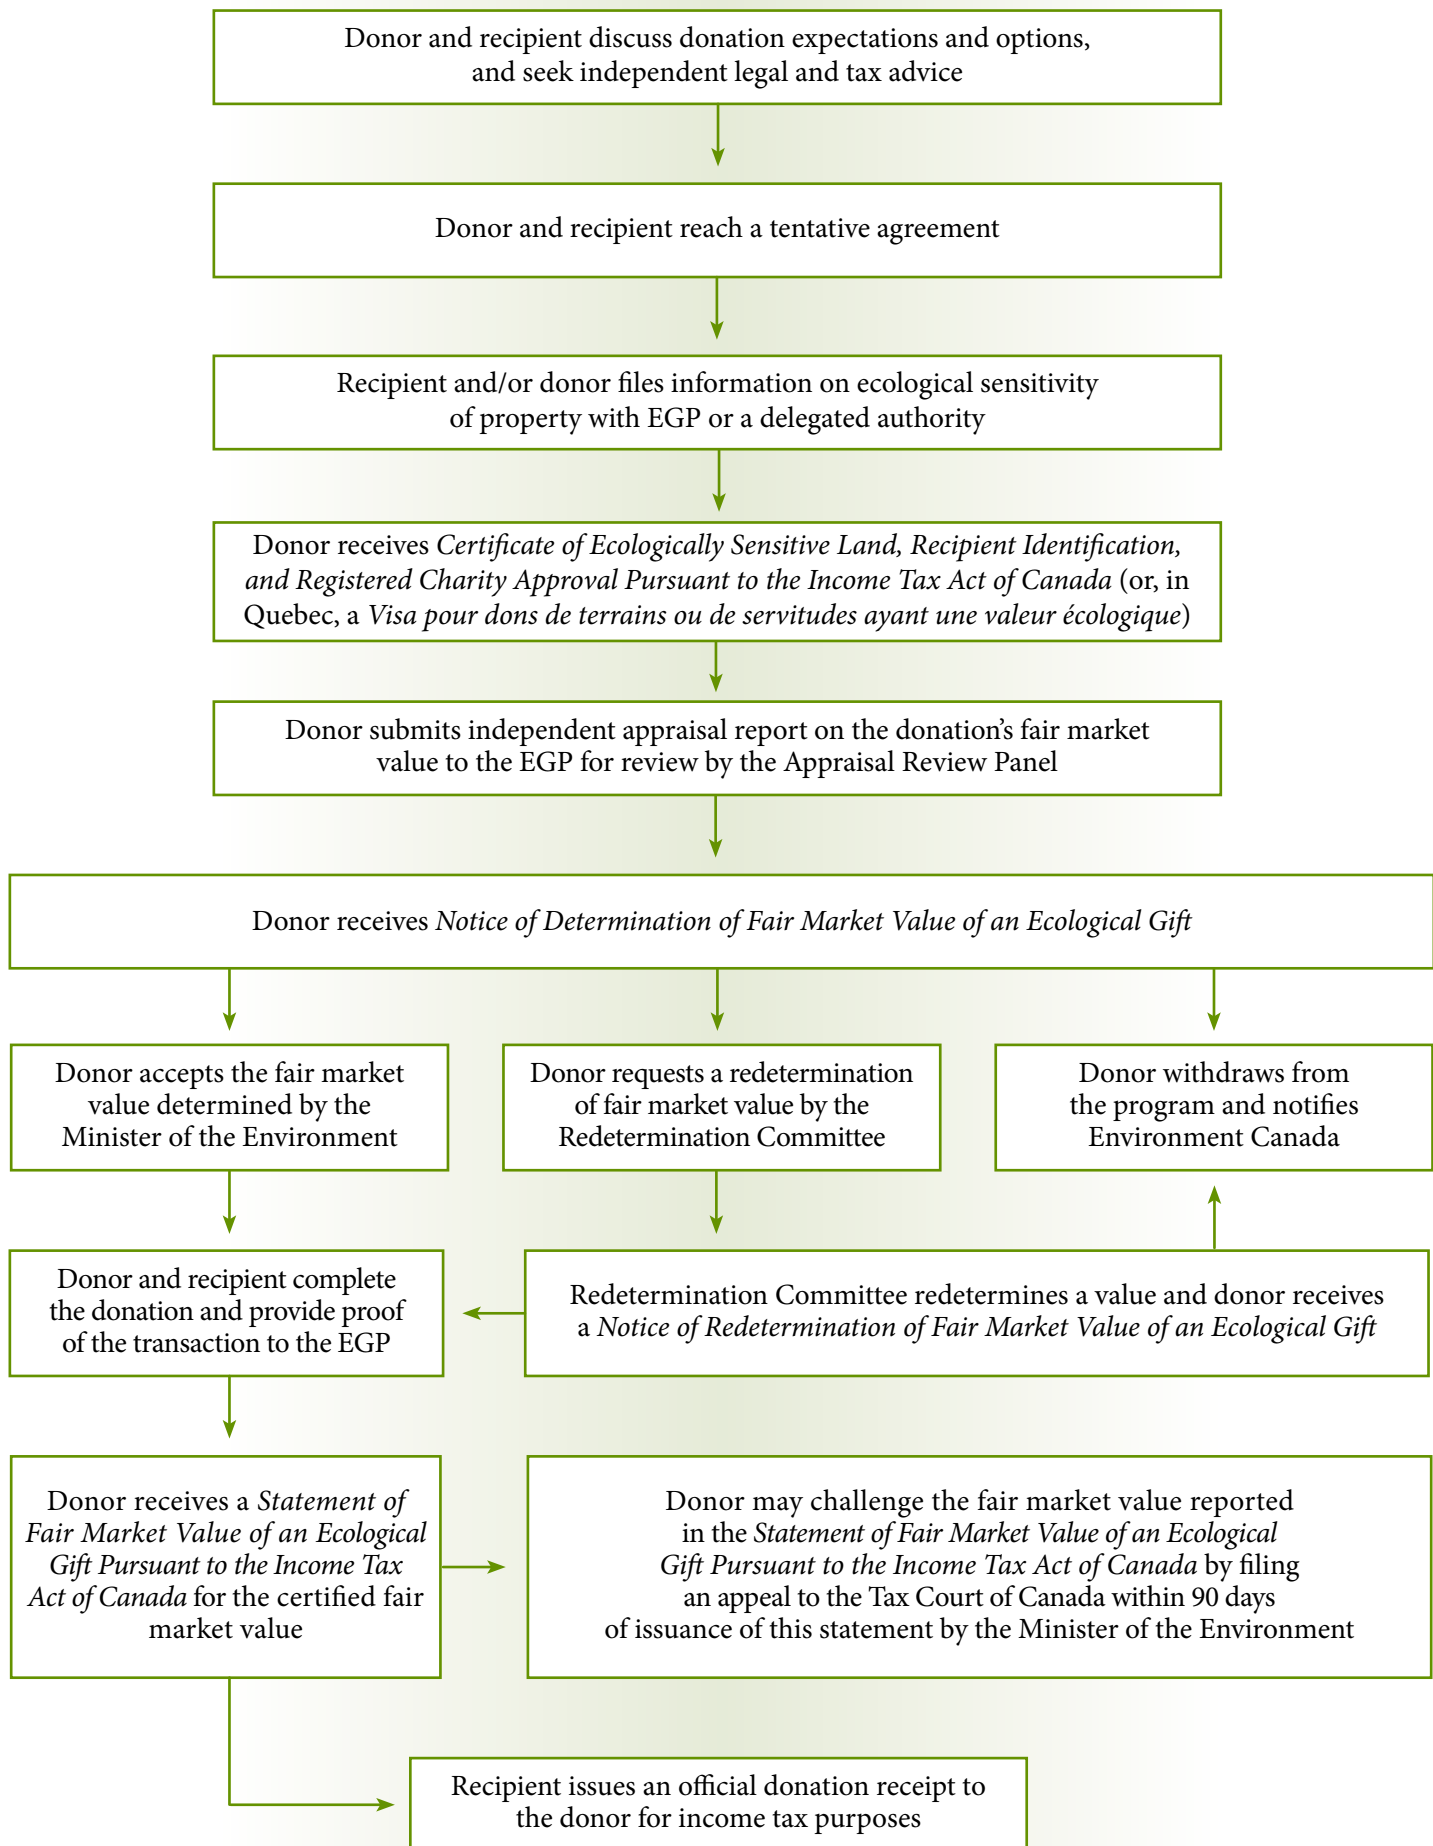 Donor and recipient discuss donation expectations and options,
and seek independent legal and tax advice
Donor and recipient reach a tentative agreement
Recipient and/or donor files information on ecological sensitivity
of property with EGP or a delegated authority
Donor receives Certificate of Ecologically Sensitive Land, Recipient Identification,
and Registered Charity Approval Pursuant to the Income Tax Act of Canada (or, in
Quebec, a Visa pour dons de terrains ou de servitudes ayant une valeur écologique)
Donor submits independent appraisal report on the donation's fair market
value to the EGP for review by the Appraisal Review Panel
Donor receives Notice of Determination of Fair Market Value of an Ecological Gift
Donor accepts the fair market
value determined by the
Minister of the Environment
Donor requests a redetermination
of fair market value by the
Redetermination Committee
Donor withdraws from
the program and notifies
Environment Canada
Donor and recipient complete
the donation and provide proof
of the transaction to the EGP
Redetermination Committee redetermines a value and donor receives
a Notice of Redetermination of Fair Market Value of an Ecological Gift
Donor receives a Statement of
Fair Market Value of an Ecological
Gift Pursuant to the Income Tax
Act of Canada for the certified fair
market value
Donor may challenge the fair market value reported
in the Statement of Fair Market Value of an Ecological
Gift Pursuant to the Income Tax Act of Canada by filing
an appeal to the Tax Court of Canada within 90 days
of issuance of this statement by the Minister of the Environment
Recipient issues an official donation receipt to
the donor for income tax purposes